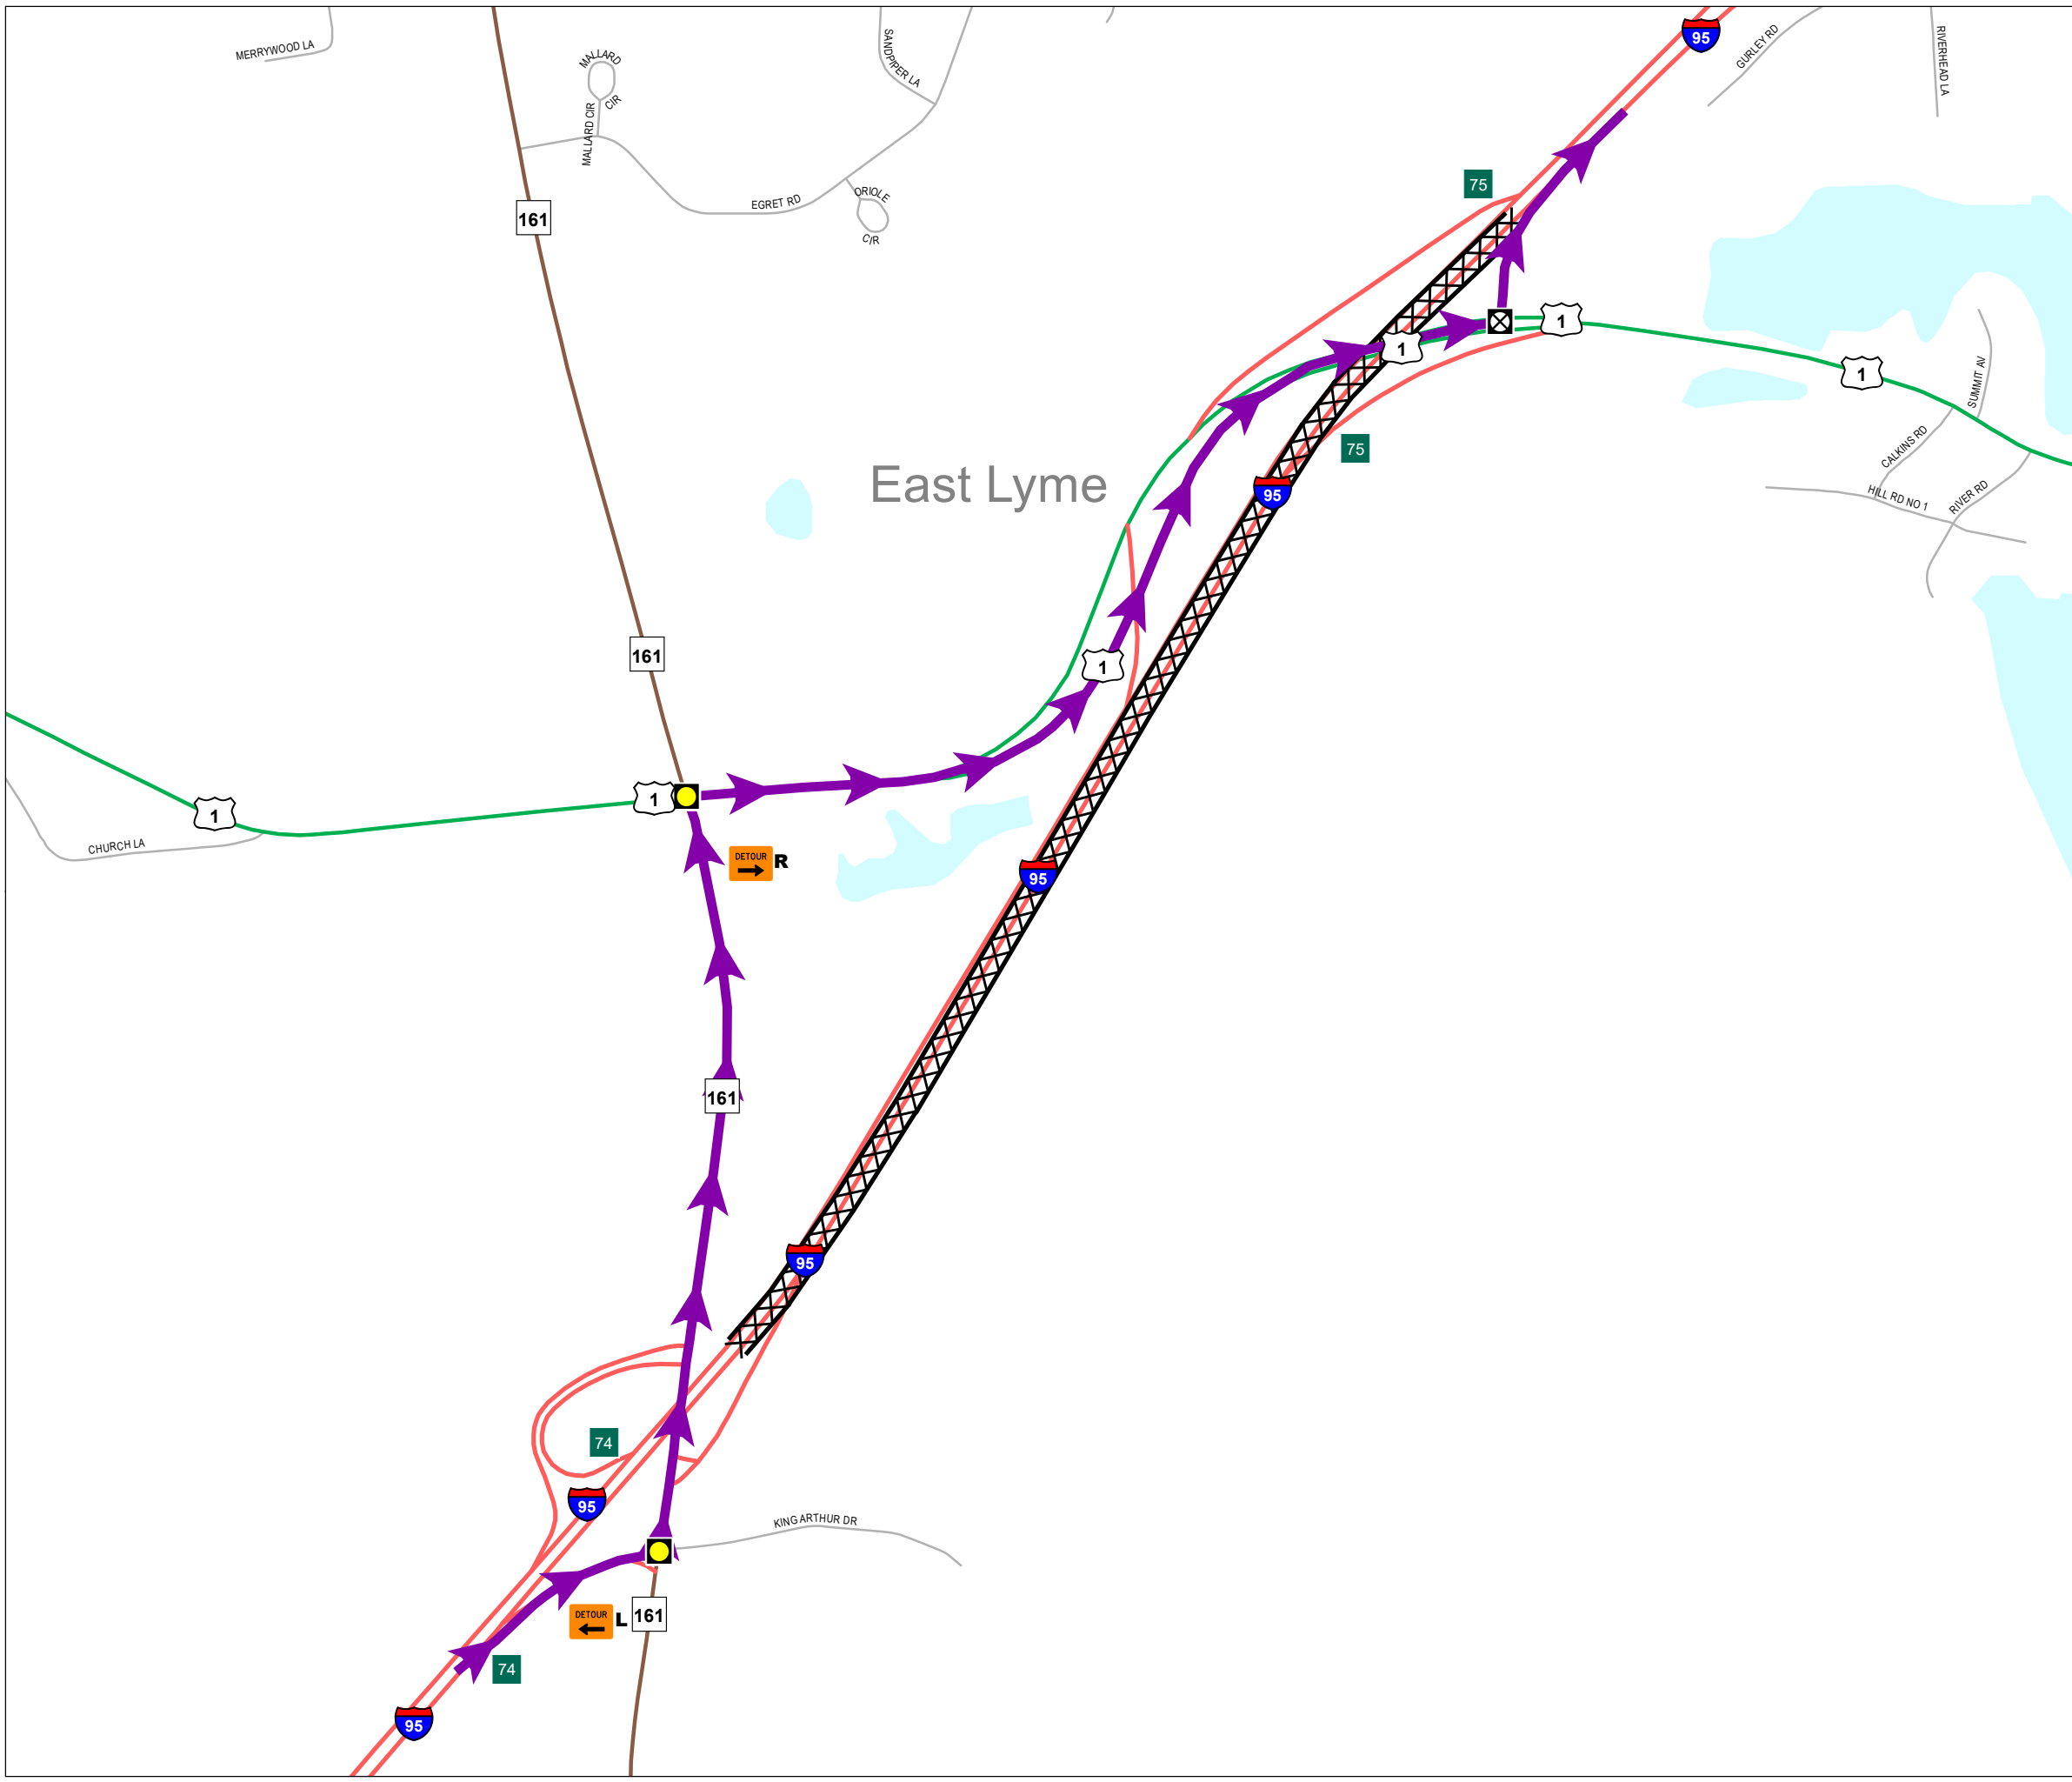 95
GURLEY RD
RIVERHEAD LA
MERRYWOOD LA
MALLARD
CIR
MALLARD CIR
SANDPIPER LA
EGRET RD
ORIOLE
CIR
161
75
1
1
1
SUMMIT AV
CALKINS RD
HILL RD NO 1
RIVER RD
75
East Lyme
95
161
1
1
1
CHURCH LA
DETOUR
R
95
161
95
74
95
KING ARTHUR DR
DETOUR
L
161
74
95